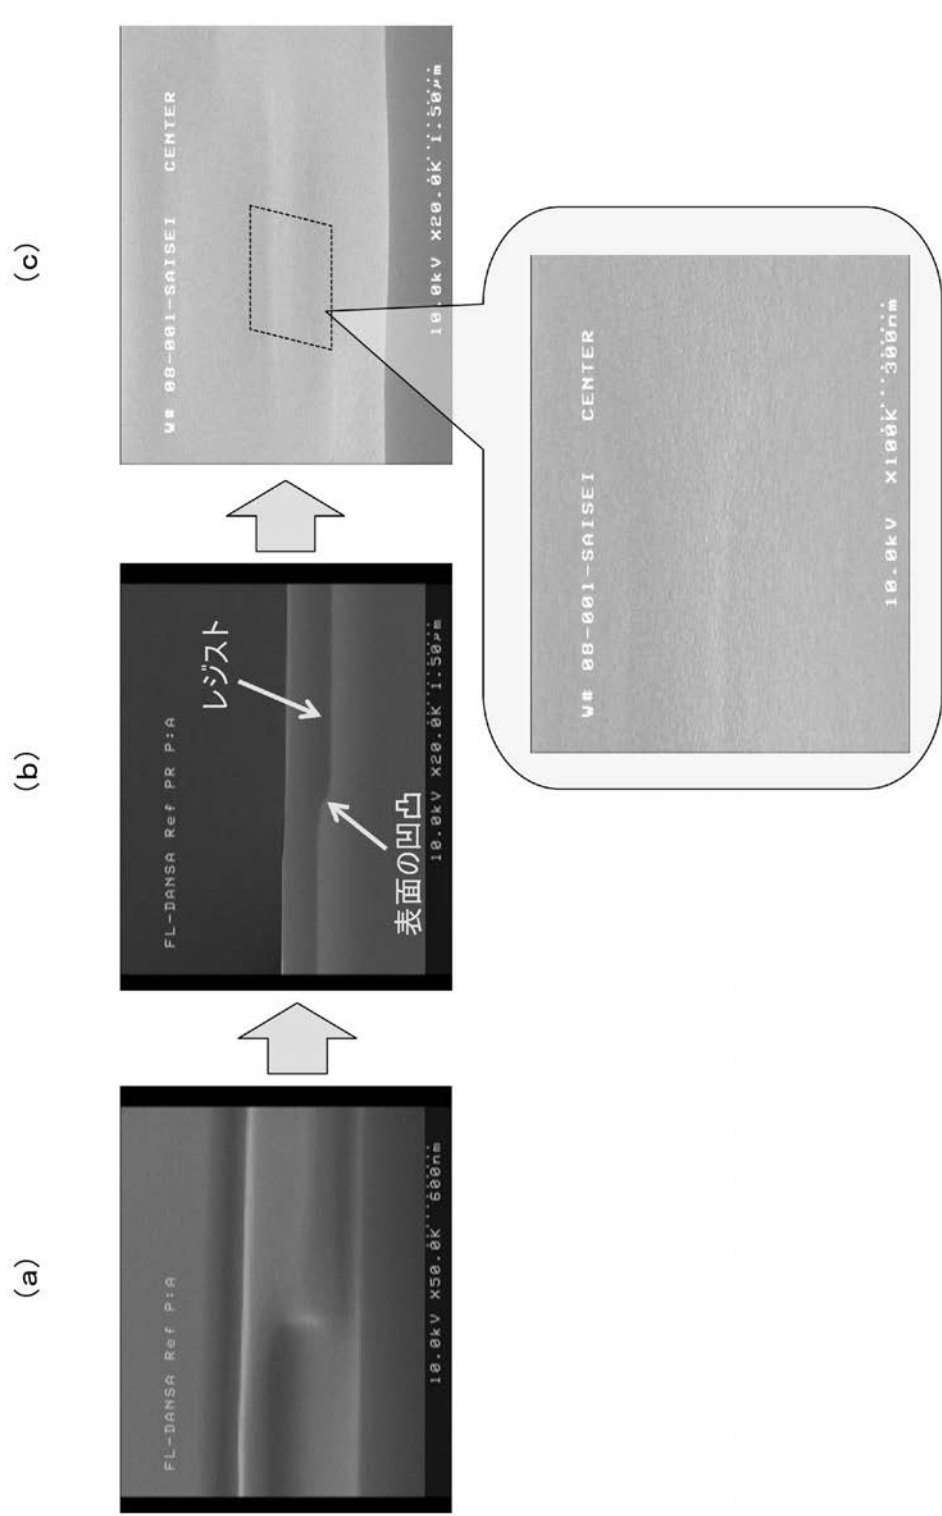 (a)
FL-DANSA Ref P:A
10.0kV X50.0K 600nm
(b)
FL-DANSA Ref PR P:A
レジスト
表面の凹凸
10.0kV X20.0K 1.50μm
(c)
W# 08-001-SAISEI CENTER
10.0kV X20.0K 1.50μm
W# 08-001-SAISEI CENTER
10.0kV X100K 300nm